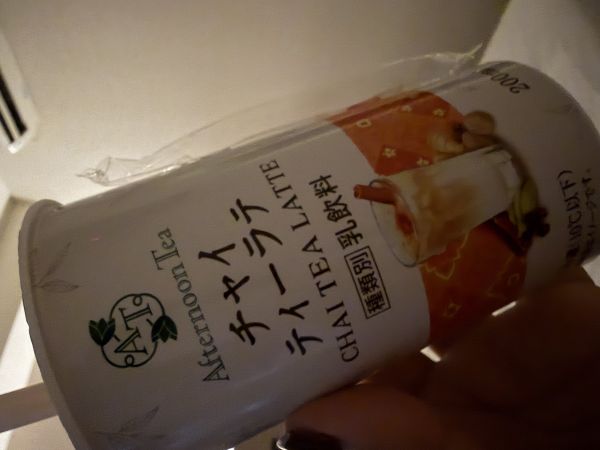 A.T.
Afternoon Tea
チャイ
ティーラテ
CHAI TEA LATTE
種類別 乳飲料